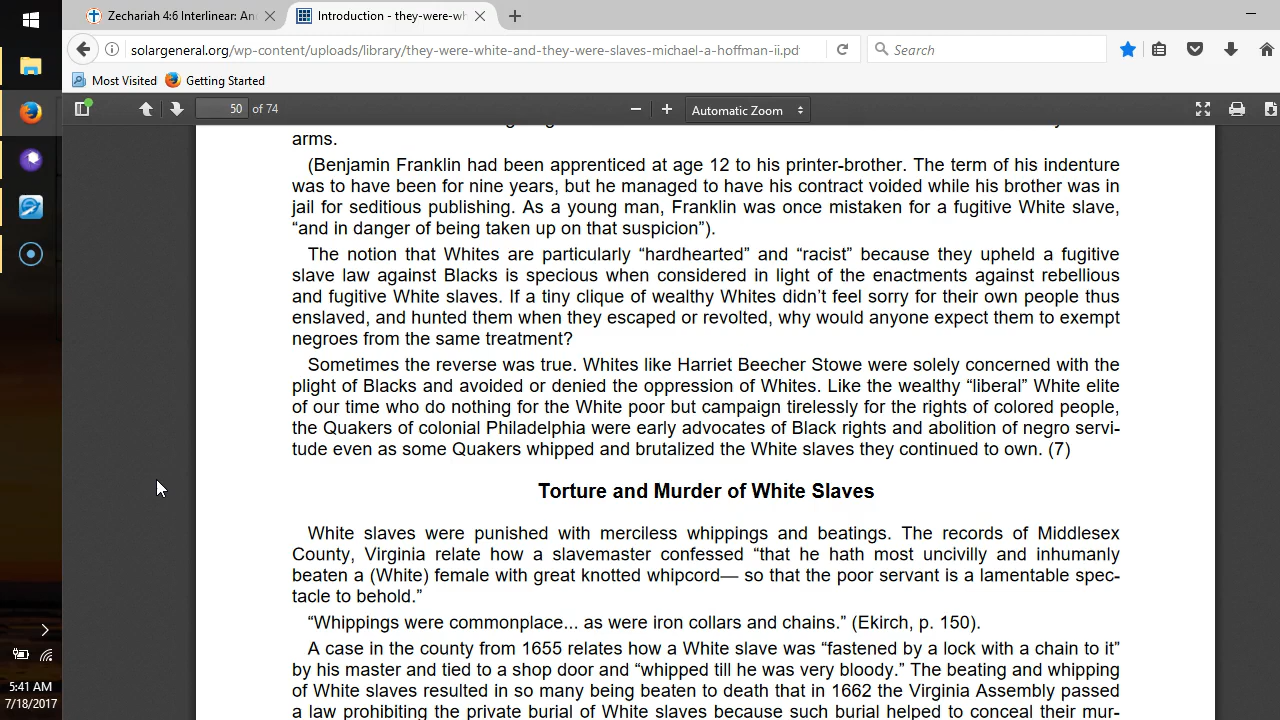 Zechariah 4:6 Interlinear: An
Introduction - they-were-wh
solargeneral.org/wp-content/uploads/library/they-were-white-and-they-were-slaves-michael-a-hoffman-ii.pdf
Search
Most Visited
Getting Started
50 of 74
Automatic Zoom
arms.
(Benjamin Franklin had been apprenticed at age 12 to his printer-brother. The term of his indenture
was to have been for nine years, but he managed to have his contract voided while his brother was in
jail for seditious publishing. As a young man, Franklin was once mistaken for a fugitive White slave,
“and in danger of being taken up on that suspicion”).
The notion that Whites are particularly “hardhearted” and “racist” because they upheld a fugitive
slave law against Blacks is specious when considered in light of the enactments against rebellious
and fugitive White slaves. If a tiny clique of wealthy Whites didn’t feel sorry for their own people thus
enslaved, and hunted them when they escaped or revolted, why would anyone expect them to exempt
negroes from the same treatment?
Sometimes the reverse was true. Whites like Harriet Beecher Stowe were solely concerned with the
plight of Blacks and avoided or denied the oppression of Whites. Like the wealthy “liberal” White elite
of our time who do nothing for the White poor but campaign tirelessly for the rights of colored people,
the Quakers of colonial Philadelphia were early advocates of Black rights and abolition of negro servi-
tude even as some Quakers whipped and brutalized the White slaves they continued to own. (7)
Torture and Murder of White Slaves
White slaves were punished with merciless whippings and beatings. The records of Middlesex
County, Virginia relate how a slavemaster confessed “that he hath most uncivilly and inhumanly
beaten a (White) female with great knotted whipcord— so that the poor servant is a lamentable spec-
tacle to behold.”
“Whippings were commonplace... as were iron collars and chains.” (Ekirch, p. 150).
A case in the county from 1655 relates how a White slave was “fastened by a lock with a chain to it”
by his master and tied to a shop door and “whipped till he was very bloody.” The beating and whipping
of White slaves resulted in so many being beaten to death that in 1662 the Virginia Assembly passed
a law prohibiting the private burial of White slaves because such burial helped to conceal their mur-
5:41 AM
7/18/2017